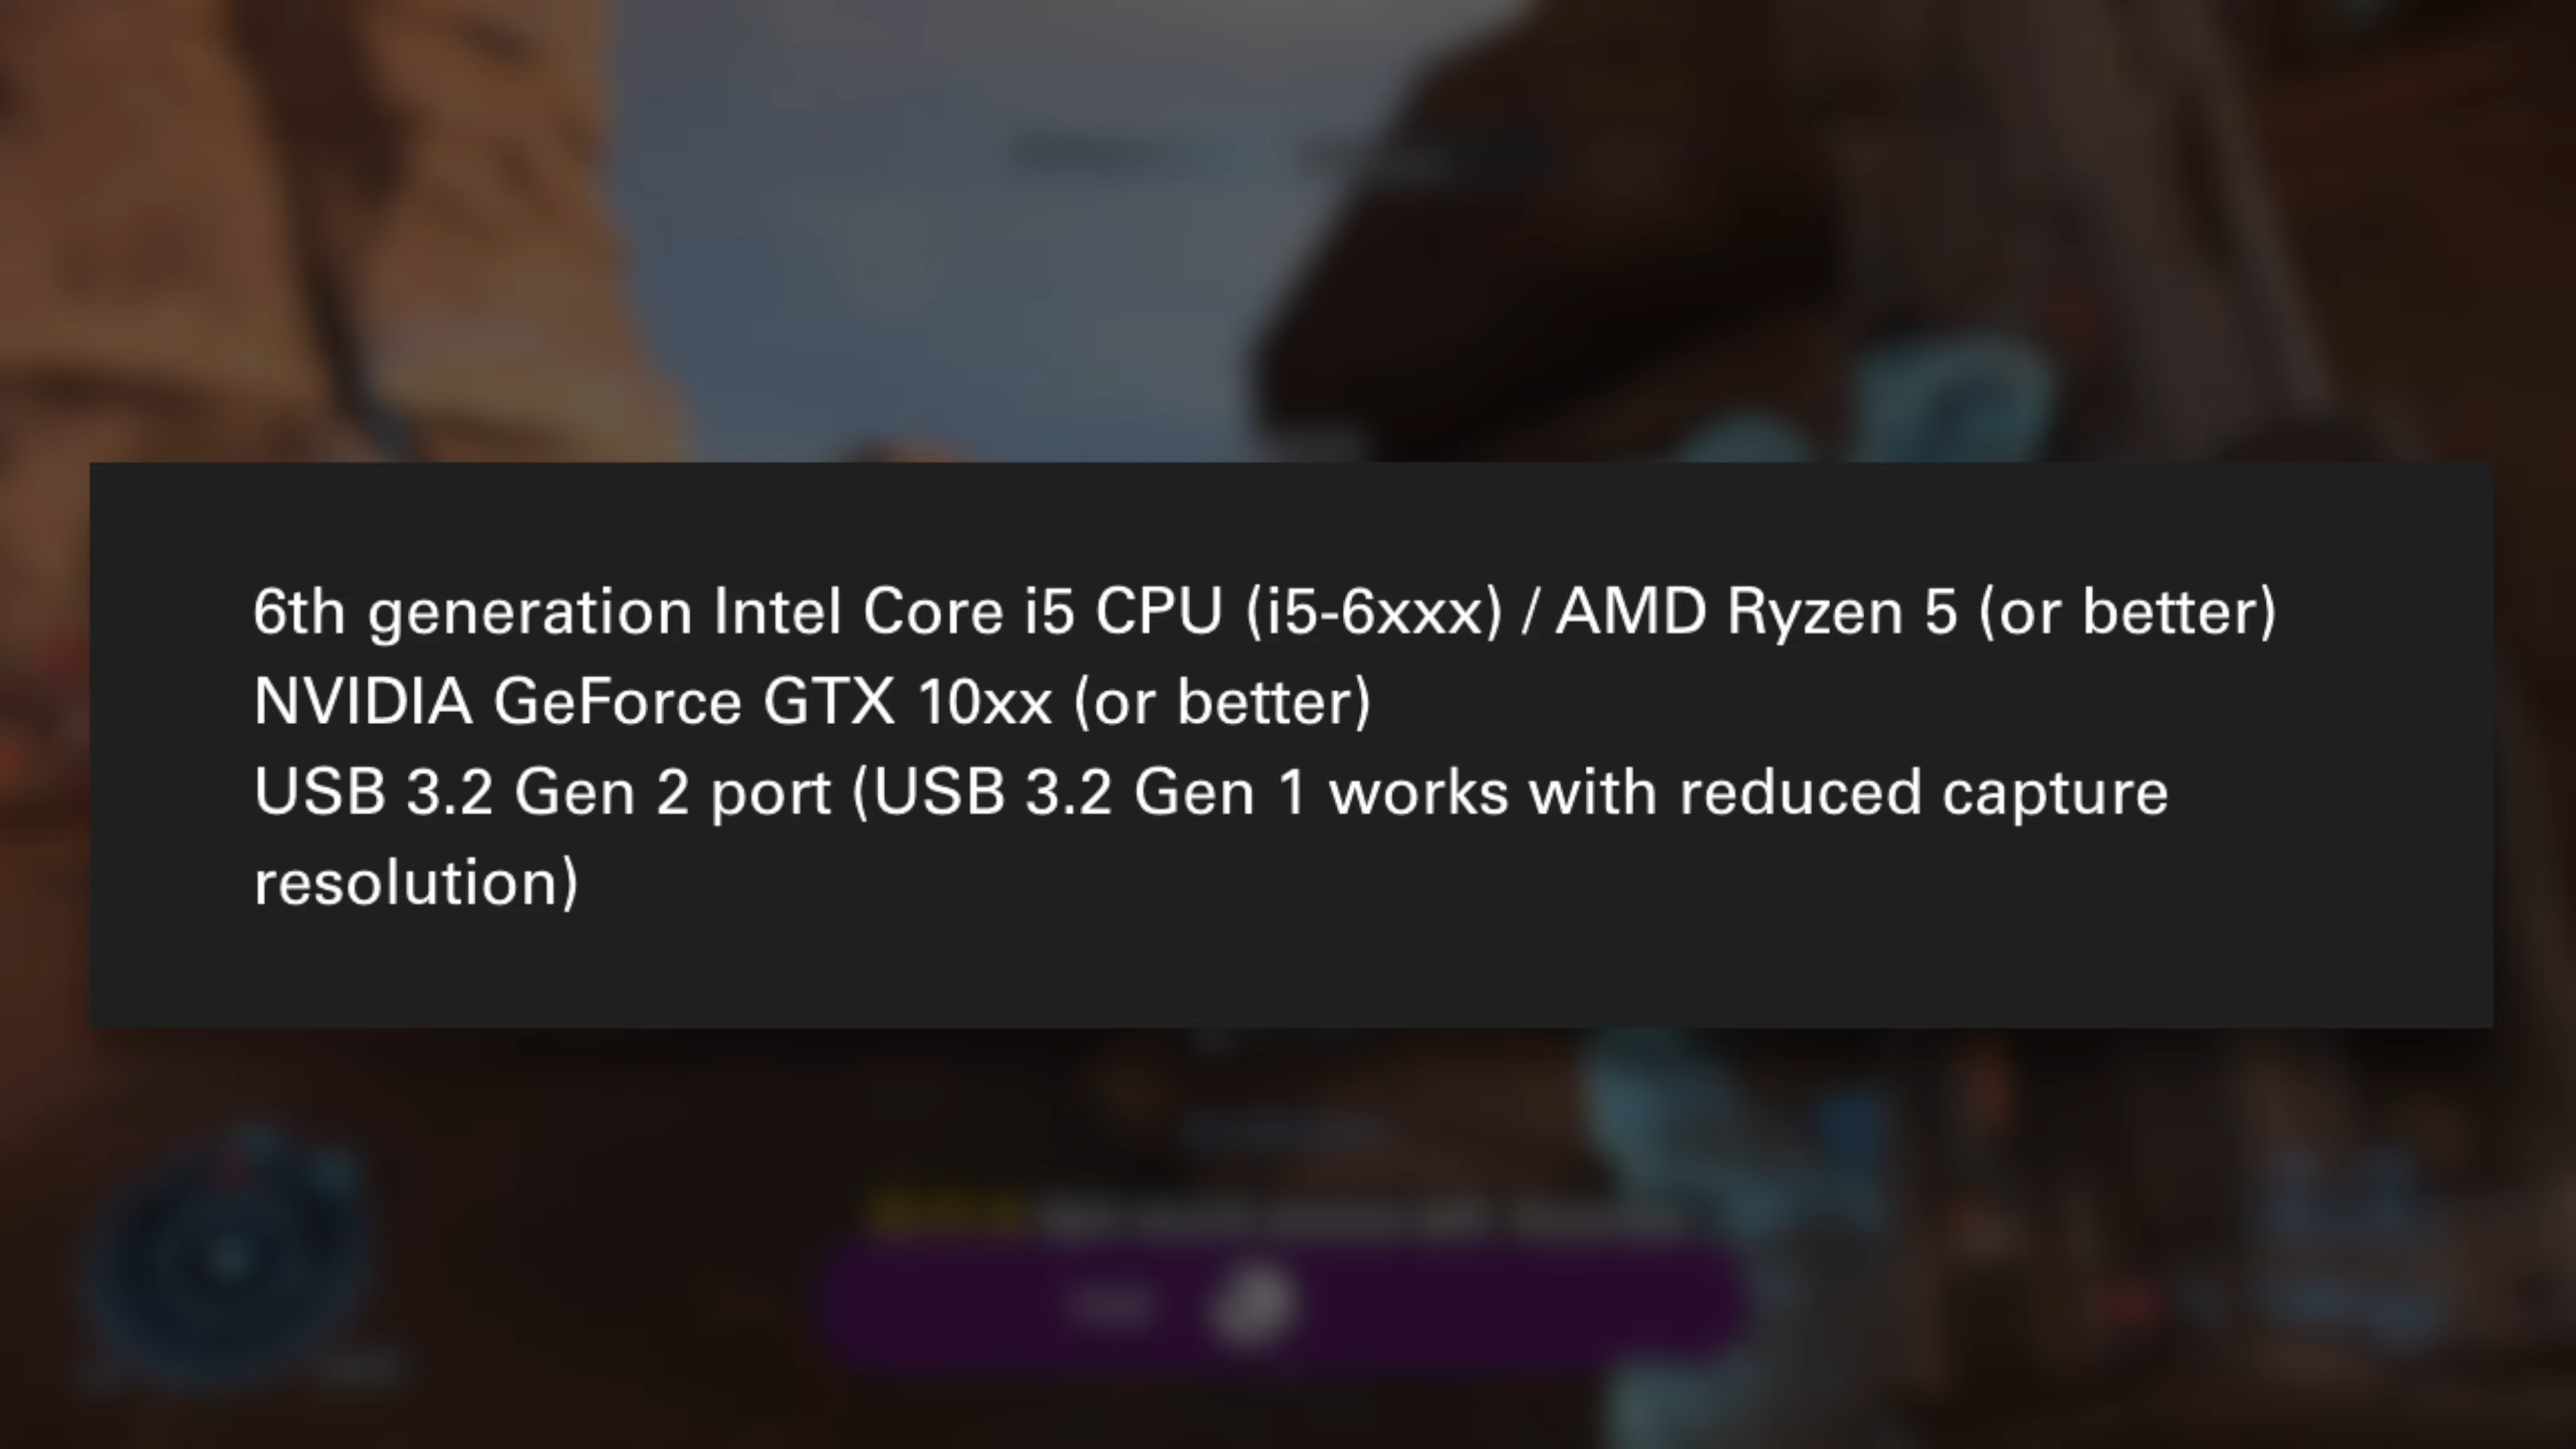 6th generation Intel Core i5 CPU (i5-6xxx) / AMD Ryzen 5 (or better)
NVIDIA GeForce GTX 10xx (or better)
USB 3.2 Gen 2 port (USB 3.2 Gen 1 works with reduced capture
resolution)